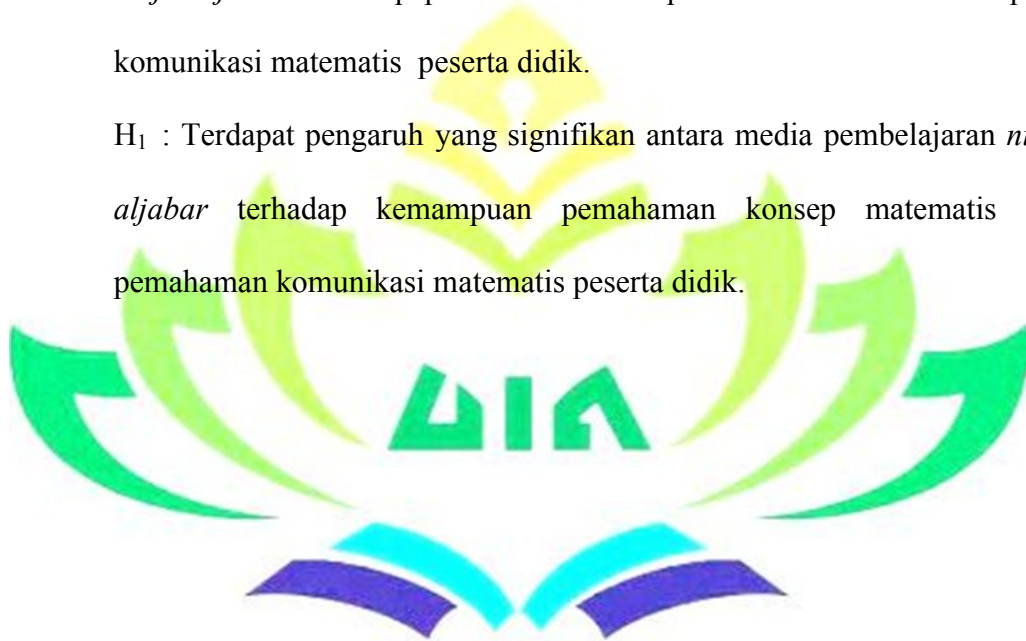 komunikasi matematis peserta didik.
H₁ : Terdapat pengaruh yang signifikan antara media pembelajaran
aljabar terhadap kemampuan pemahaman konsep matematis
pemahaman komunikasi matematis peserta didik.
UIN